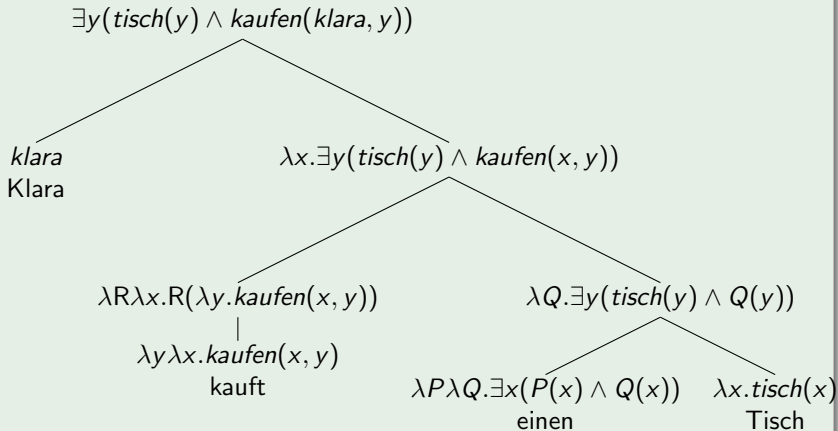 ∃y(tisch(y) ∧ kaufen(klara, y))
klara
Klara
λx.∃y(tisch(y) ∧ kaufen(x, y))
λRλx.R(λy.kaufen(x, y))
λyλx.kaufen(x, y)
kauft
λQ.∃y(tisch(y) ∧ Q(y))
λPλQ.∃x(P(x) ∧ Q(x))
einen
λx.tisch(x)
Tisch